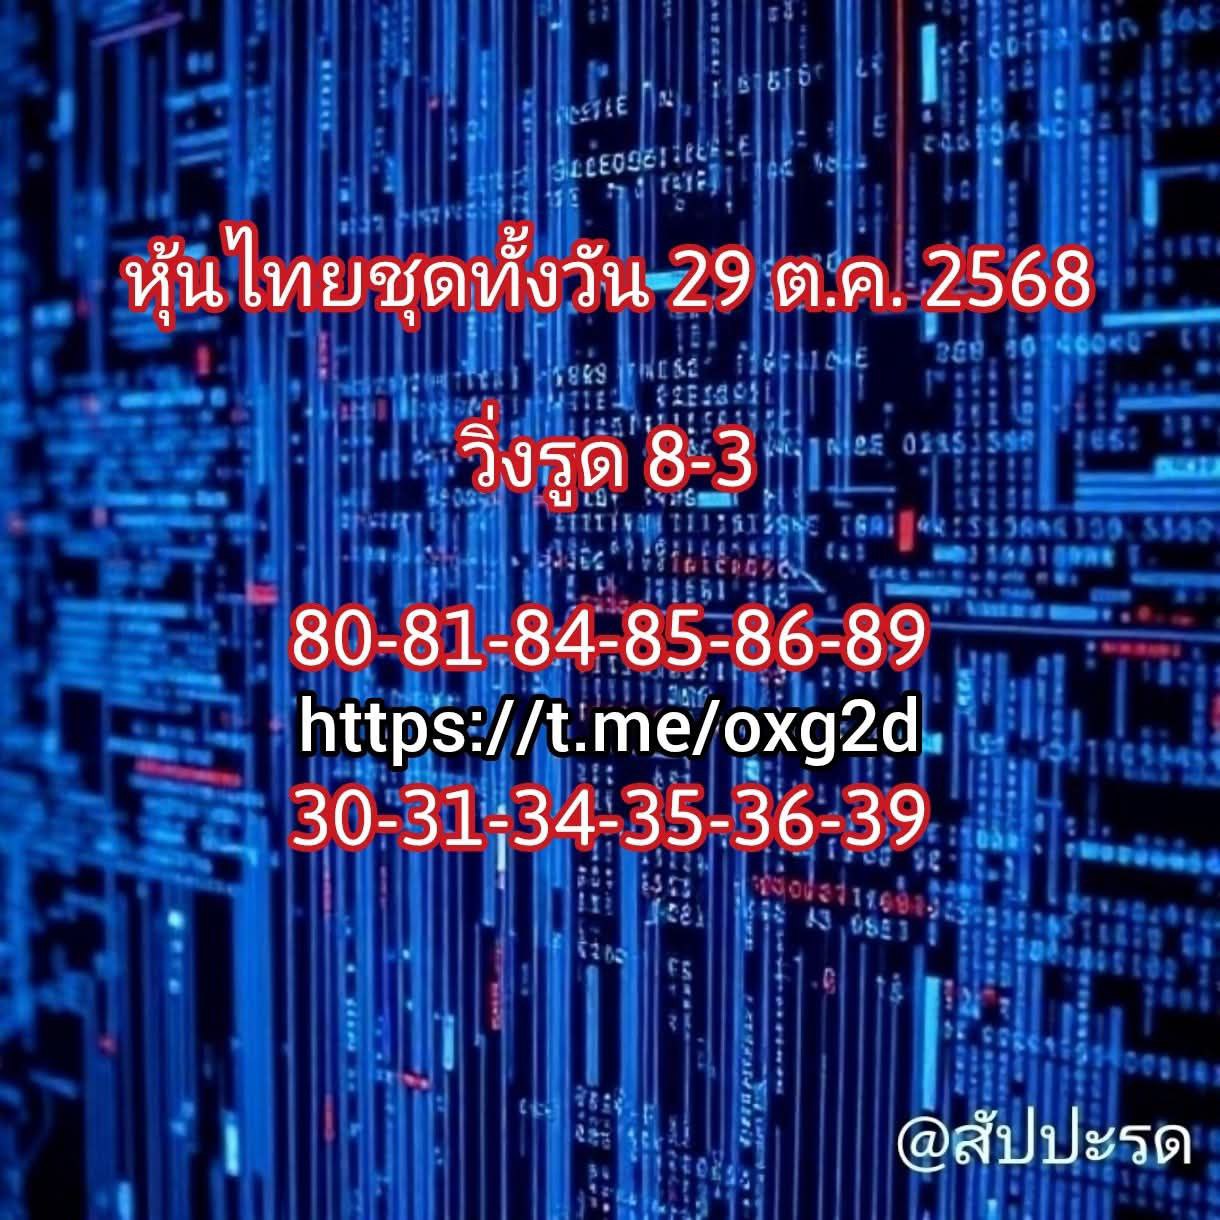 หุ้นไทยชุดทั้งวัน 29 ต.ค. 2568
วิ่งรูด 8-3
80-81-84-85-86-89
https://t.me/oxg2d
30-31-34-35-36-39
@สัปปะรด